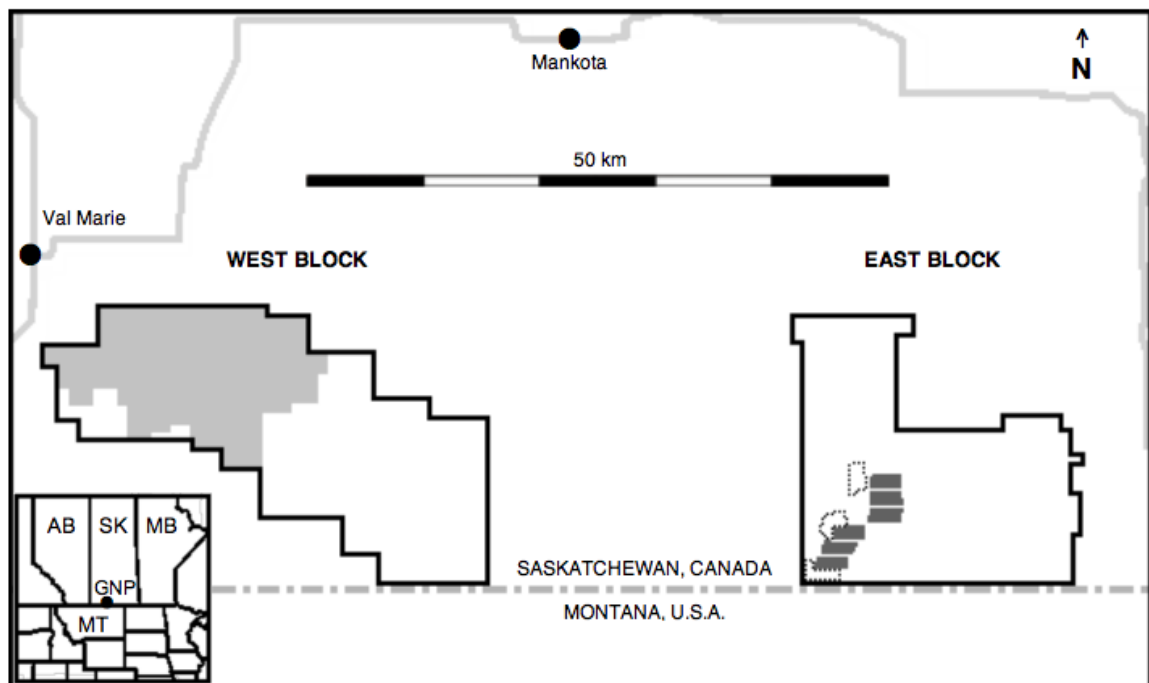 Mankota
N
50 km
Val Marie
WEST BLOCK
EAST BLOCK
AB
SK
MB
GNP
MT
SASKATCHEWAN, CANADA
MONTANA, U.S.A.